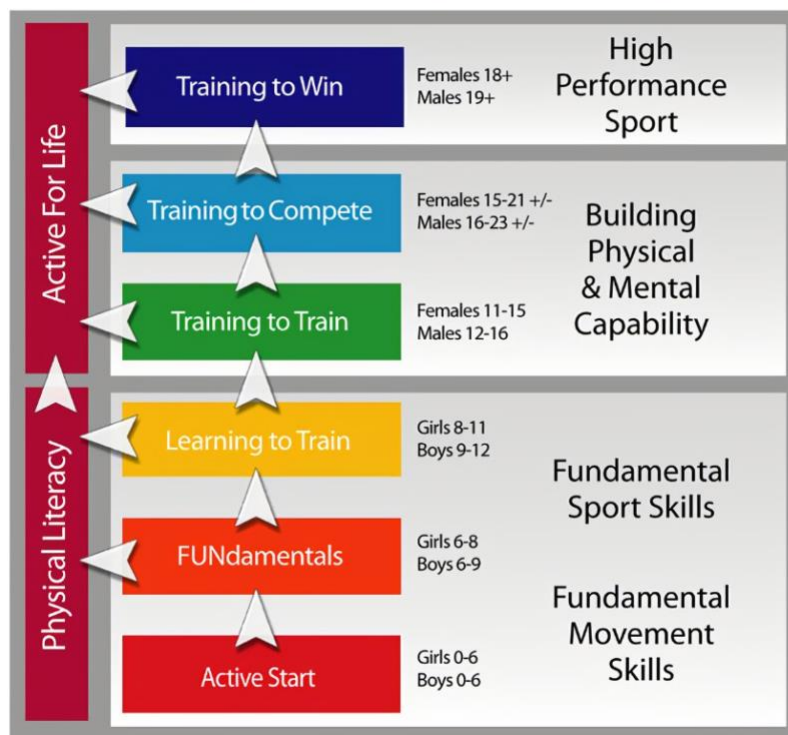 Active For Life
Physical Literacy
Training to Win
Females 18+
Males 19+
High
Performance
Sport
Training to Compete
Females 15-21 +/-
Males 16-23 +/-
Building
Physical
& Mental
Capability
Training to Train
Females 11-15
Males 12-16
Learning to Train
Girls 8-11
Boys 9-12
Fundamental
Sport Skills
FUNdamentals
Girls 6-8
Boys 6-9
Fundamental
Movement
Skills
Active Start
Girls 0-6
Boys 0-6